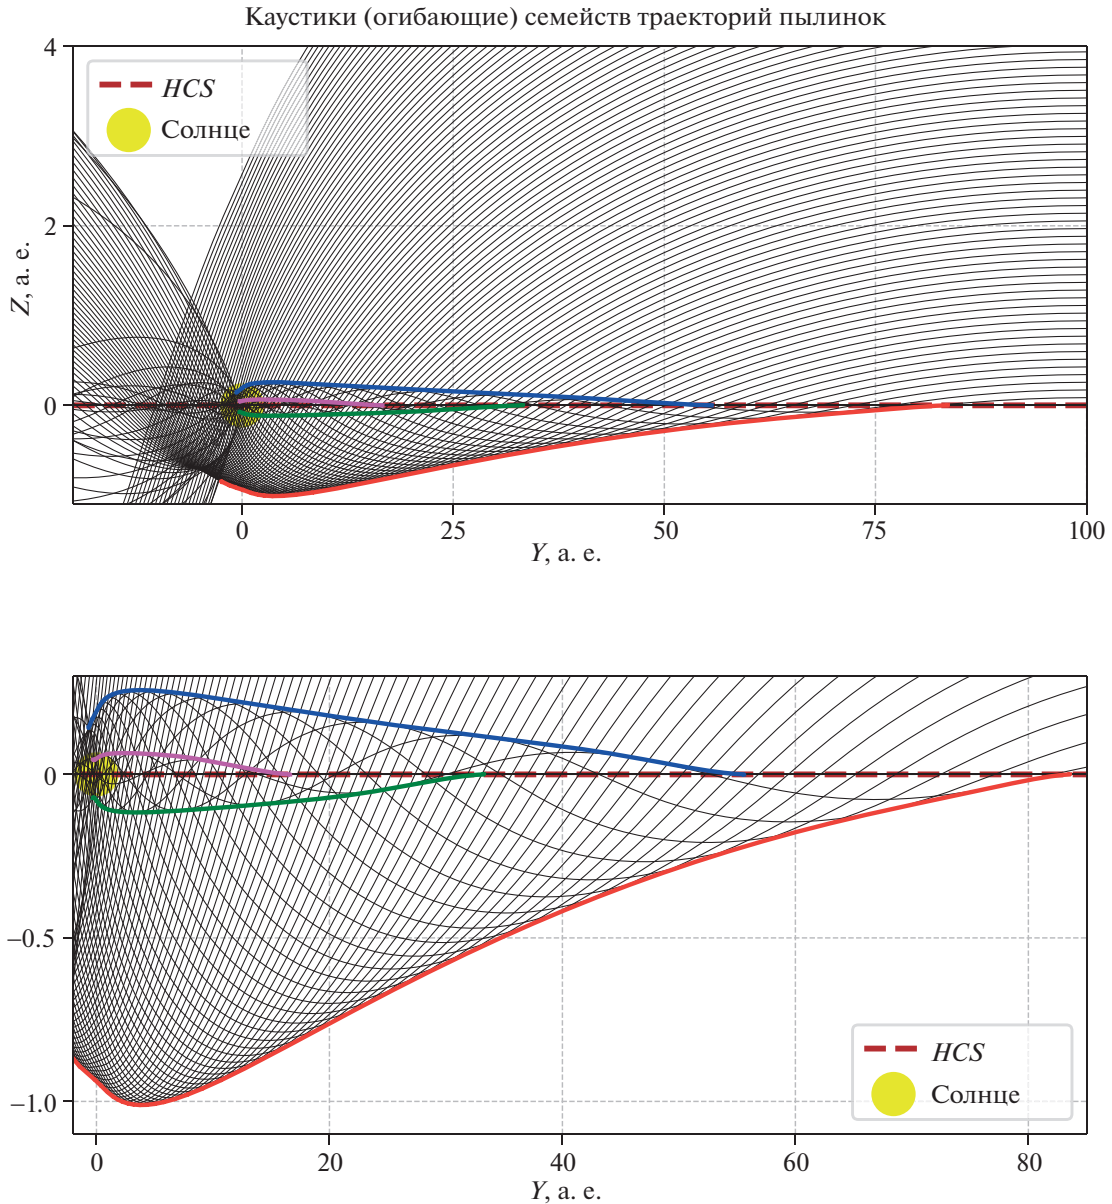 Каустики (огибающие) семейств траекторий пылинок
4
HCS
Солнце
2
Z, а. е.
0
0
25
50
75
100
Y, а. е.
0
HCS
–0.5
Солнце
–1.0
0
20
40
60
80
Y, а. е.